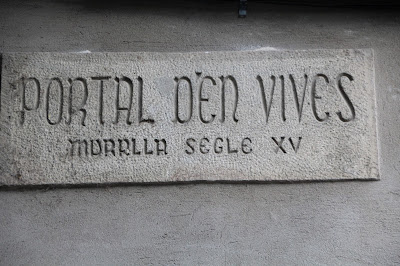 PORTAL D'EN VIVES
MURALLA SEGLE XV